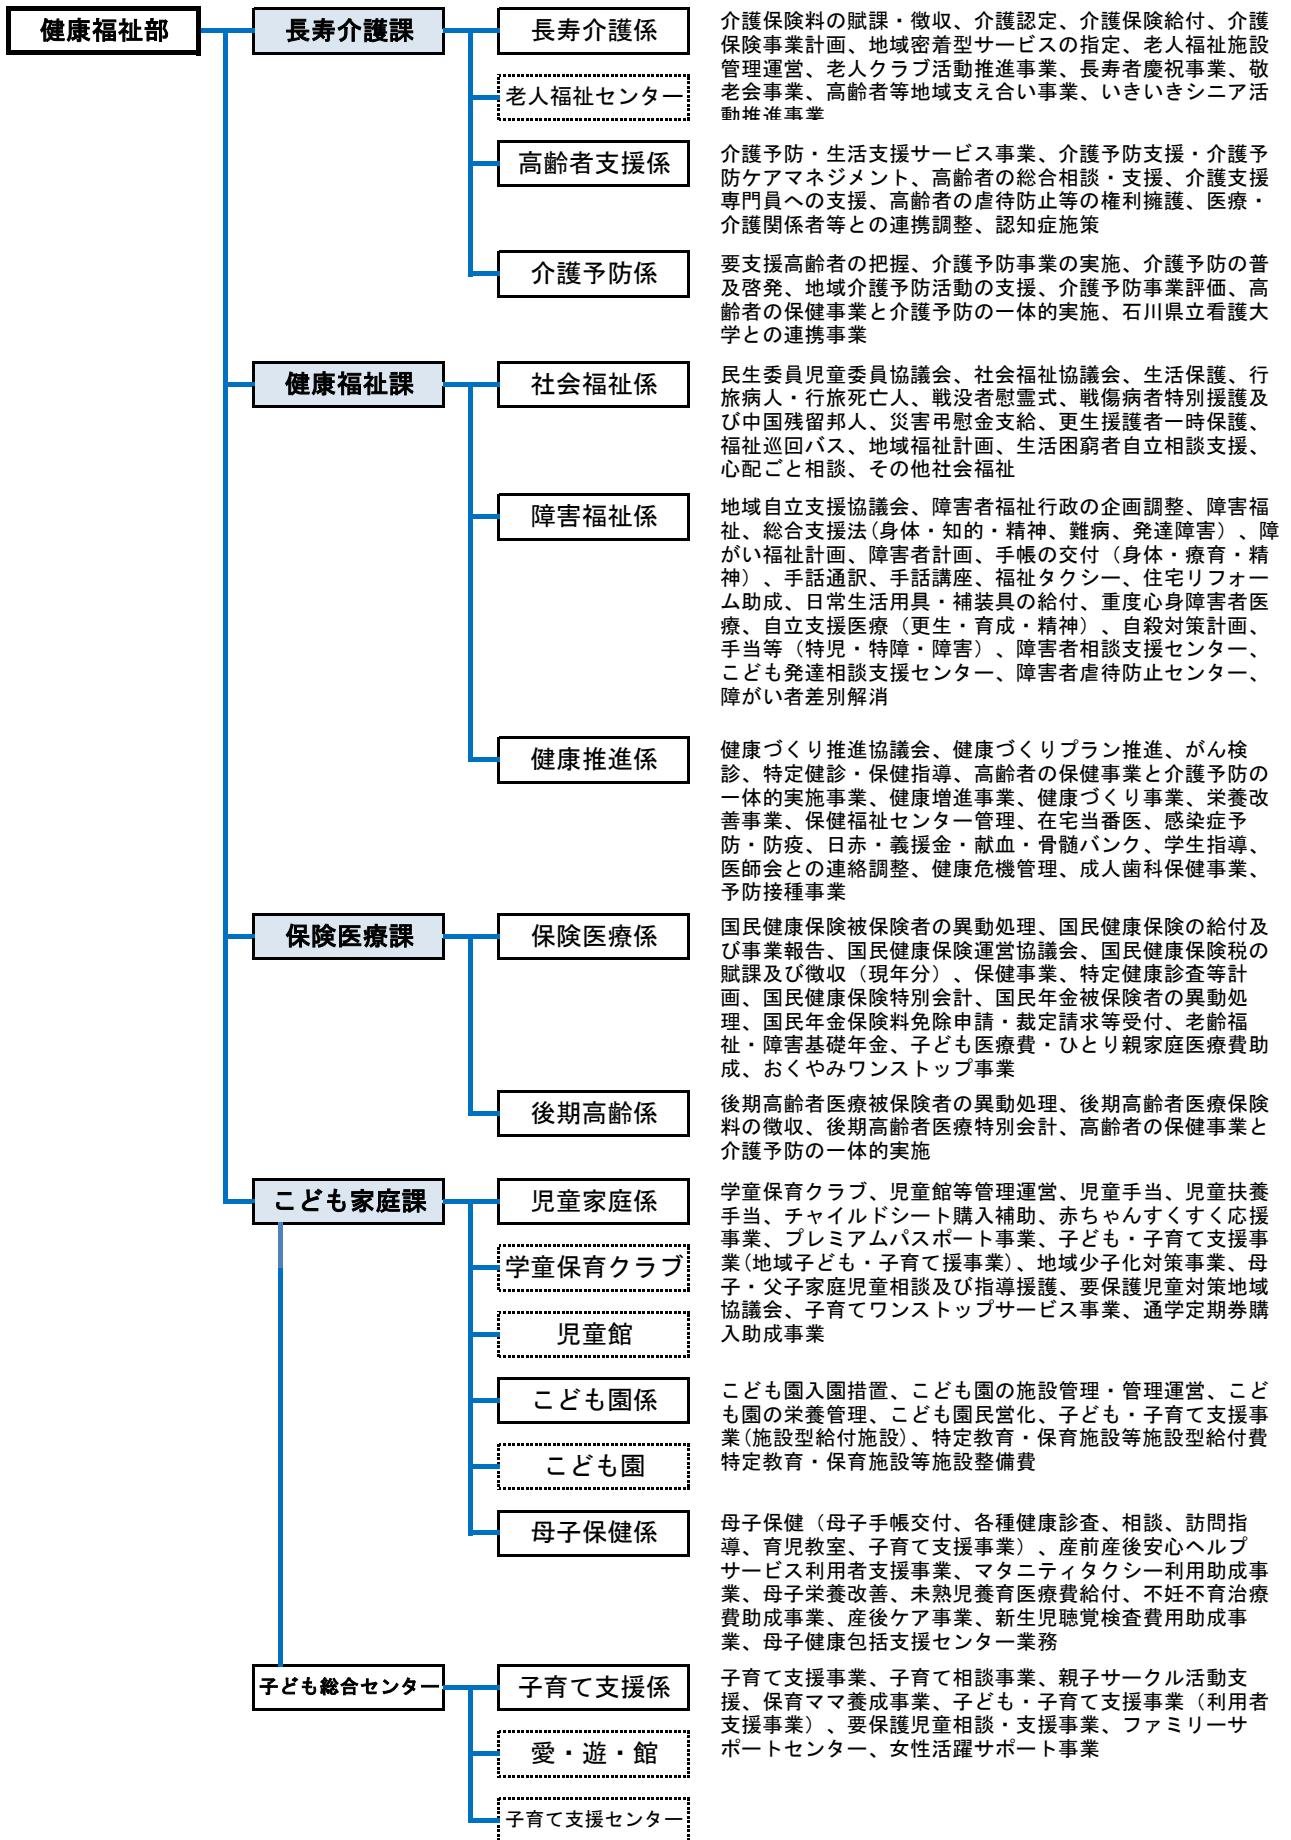 健康福祉部
長寿介護課
長寿介護係
介護保険料の賦課・徴収、介護認定、介護保険給付、介護
保険事業計画、地域密着型サービスの指定、老人福祉施設
管理運営、老人クラブ活動推進事業、長寿者慶祝事業、敬
老会事業、高齢者等地域支え合い事業、いきいきシニア活
動推進事業
老人福祉センター
高齢者支援係
介護予防・生活支援サービス事業、介護予防支援・介護予
防ケアマネジメント、高齢者の総合相談・支援、介護支援
専門員への支援、高齢者の虐待防止等の権利擁護、医療・
介護関係者等との連携調整、認知症施策
介護予防係
要支援高齢者の把握、介護予防事業の実施、介護予防の普
及啓発、地域介護予防活動の支援、介護予防事業評価、高
齢者の保健事業と介護予防の一体的実施、石川県立看護大
学との連携事業
健康福祉課
社会福祉係
民生委員児童委員協議会、社会福祉協議会、生活保護、行
旅病人・行旅死亡人、戦没者慰霊式、戦傷病者特別援護及
び中国残留邦人、災害弔慰金支給、更生援護者一時保護、
福祉巡回バス、地域福祉計画、生活困窮者自立相談支援、
心配ごと相談、その他社会福祉
障害福祉係
地域自立支援協議会、障害者福祉行政の企画調整、障害福
祉、総合支援法(身体・知的・精神、難病、発達障害）、障
がい福祉計画、障害者計画、手帳の交付（身体・療育・精
神）、手話通訳、手話講座、福祉タクシー、住宅リフォー
ム助成、日常生活用具・補装具の給付、重度心身障害者医
療、自立支援医療（更生・育成・精神）、自殺対策計画、
手当等（特児・特障・障害）、障害者相談支援センター、
こども発達相談支援センター、障害者虐待防止センター、
障がい者差別解消
健康推進係
健康づくり推進協議会、健康づくりプラン推進、がん検
診、特定健診・保健指導、高齢者の保健事業と介護予防の
一体的実施事業、健康増進事業、健康づくり事業、栄養改
善事業、保健福祉センター管理、在宅当番医、感染症予
防・防疫、日赤・義援金・献血・骨髄バンク、学生指導、
医師会との連絡調整、健康危機管理、成人歯科保健事業、
予防接種事業
保険医療課
保険医療係
国民健康保険被保険者の異動処理、国民健康保険の給付及
び事業報告、国民健康保険運営協議会、国民健康保険税の
賦課及び徴収（現年分）、保健事業、特定健康診査等計
画、国民健康保険特別会計、国民年金被保険者の異動処
理、国民年金保険料免除申請・裁定請求等受付、老齢福
祉・障害基礎年金、子ども医療費・ひとり親家庭医療費助
成、おくやみワンストップ事業
後期高齢係
後期高齢者医療被保険者の異動処理、後期高齢者医療保険
料の徴収、後期高齢者医療特別会計、高齢者の保健事業と
介護予防の一体的実施
こども家庭課
児童家庭係
学童保育クラブ、児童館等管理運営、児童手当、児童扶養
手当、チャイルドシート購入補助、赤ちゃんすくすく応援
事業、プレミアムパスポート事業、子ども・子育て支援事
業(地域子ども・子育て援事業)、地域少子化対策事業、母
子・父子家庭児童相談及び指導援護、要保護児童対策地域
協議会、子育てワンストップサービス事業、通学定期券購
入助成事業
学童保育クラブ
児童館
こども園係
こども園入園措置、こども園の施設管理・管理運営、こど
も園の栄養管理、こども園民営化、子ども・子育て支援事
業(施設型給付施設)、特定教育・保育施設等施設型給付費
特定教育・保育施設等施設整備費
こども園
母子保健係
母子保健（母子手帳交付、各種健康診査、相談、訪問指
導、育児教室、子育て支援事業）、産前産後安心ヘルプ
サービス利用者支援事業、マタニティタクシー利用助成事
業、母子栄養改善、未熟児養育医療費給付、不妊不育治療
費助成事業、産後ケア事業、新生児聴覚検査費用助成事
業、母子健康包括支援センター業務
子ども総合センター
子育て支援係
子育て支援事業、子育て相談事業、親子サークル活動支
援、保育ママ養成事業、子ども・子育て支援事業（利用者
支援事業）、要保護児童相談・支援事業、ファミリーサ
ポートセンター、女性活躍サポート事業
愛・遊・館
子育て支援センター